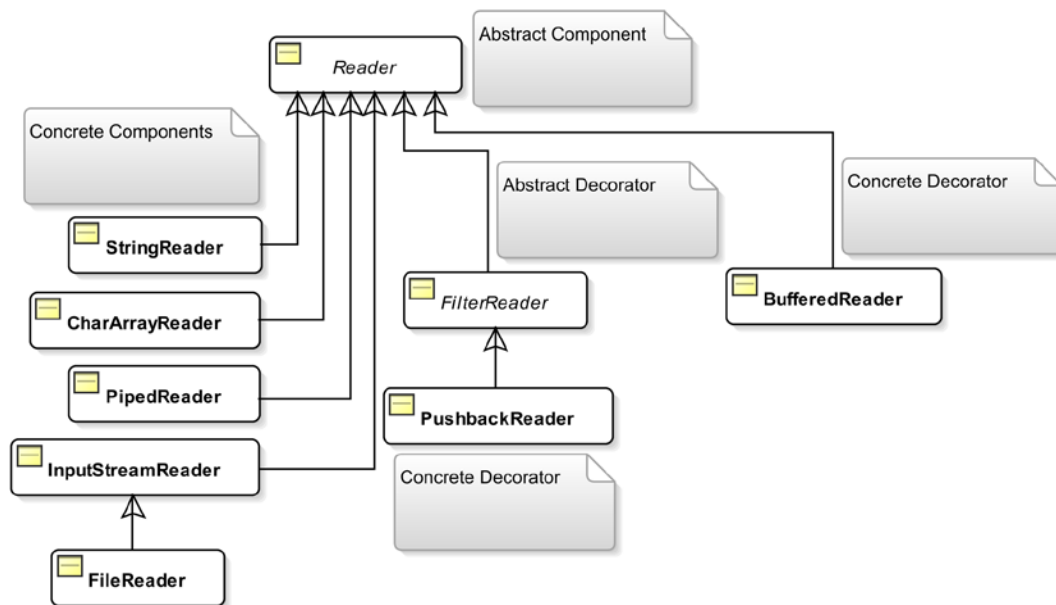 Reader
Abstract Component
Concrete Components
Abstract Decorator
Concrete Decorator
StringReader
FilterReader
BufferedReader
CharArrayReader
PipedReader
PushbackReader
InputStreamReader
Concrete Decorator
FileReader